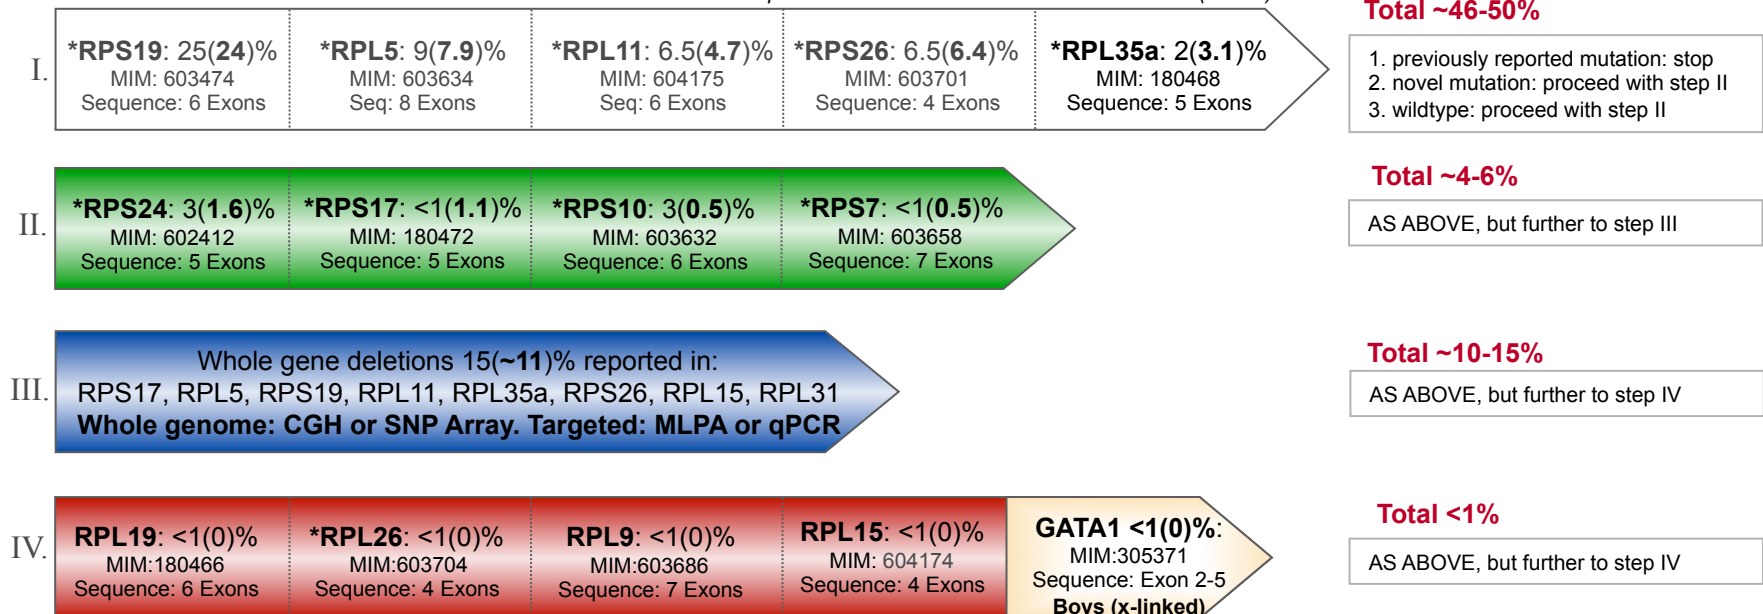 Total ~46-50%
I.
*RPS19: 25(24)%
MIM: 603474
Sequence: 6 Exons
*RPL5: 9(7.9)%
MIM: 603634
Seq: 8 Exons
*RPL11: 6.5(4.7)%
MIM: 604175
Seq: 6 Exons
*RPS26: 6.5(6.4)%
MIM: 603701
Sequence: 4 Exons
*RPL35a: 2(3.1)%
MIM: 180468
Sequence: 5 Exons
1. previously reported mutation: stop
2. novel mutation: proceed with step II
3. wildtype: proceed with step II
II.
*RPS24: 3(1.6)%
MIM: 602412
Sequence: 5 Exons
*RPS17: <1(1.1)%
MIM: 180472
Sequence: 5 Exons
*RPS10: 3(0.5)%
MIM: 603632
Sequence: 6 Exons
*RPS7: <1(0.5)%
MIM: 603658
Sequence: 7 Exons
Total ~4-6%
AS ABOVE, but further to step III
III.
Whole gene deletions 15(~11)% reported in:
RPS17, RPL5, RPS19, RPL11, RPL35a, RPS26, RPL15, RPL31
Whole genome: CGH or SNP Array. Targeted: MLPA or qPCR
Total ~10-15%
AS ABOVE, but further to step IV
IV.
RPL19: <1(0)%
MIM:180466
Sequence: 6 Exons
*RPL26: <1(0)%
MIM:603704
Sequence: 4 Exons
RPL9: <1(0)%
MIM:603686
Sequence: 7 Exons
RPL15: <1(0)%
MIM: 604174
Sequence: 4 Exons
GATA1 <1(0)%:
MIM:305371
Sequence: Exon 2-5
Boys (x-linked)
Total <1%
AS ABOVE, but further to step IV